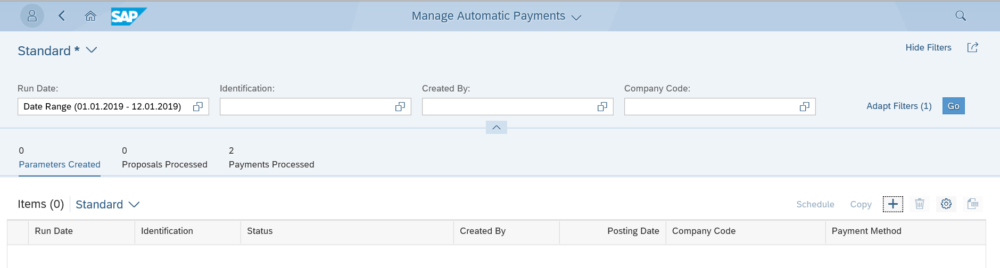 SAP Manage Automatic Payments
Standard *
Hide Filters
Run Date: Identification: Created By: Company Code:
Date Range (01.01.2019 - 12.01.2019) Adapt Filters (1) Go
0 0 2
Parameters Created Proposals Processed Payments Processed
Items (0) Standard Schedule Copy
Run Date Identification Status Created By Posting Date Company Code Payment Method